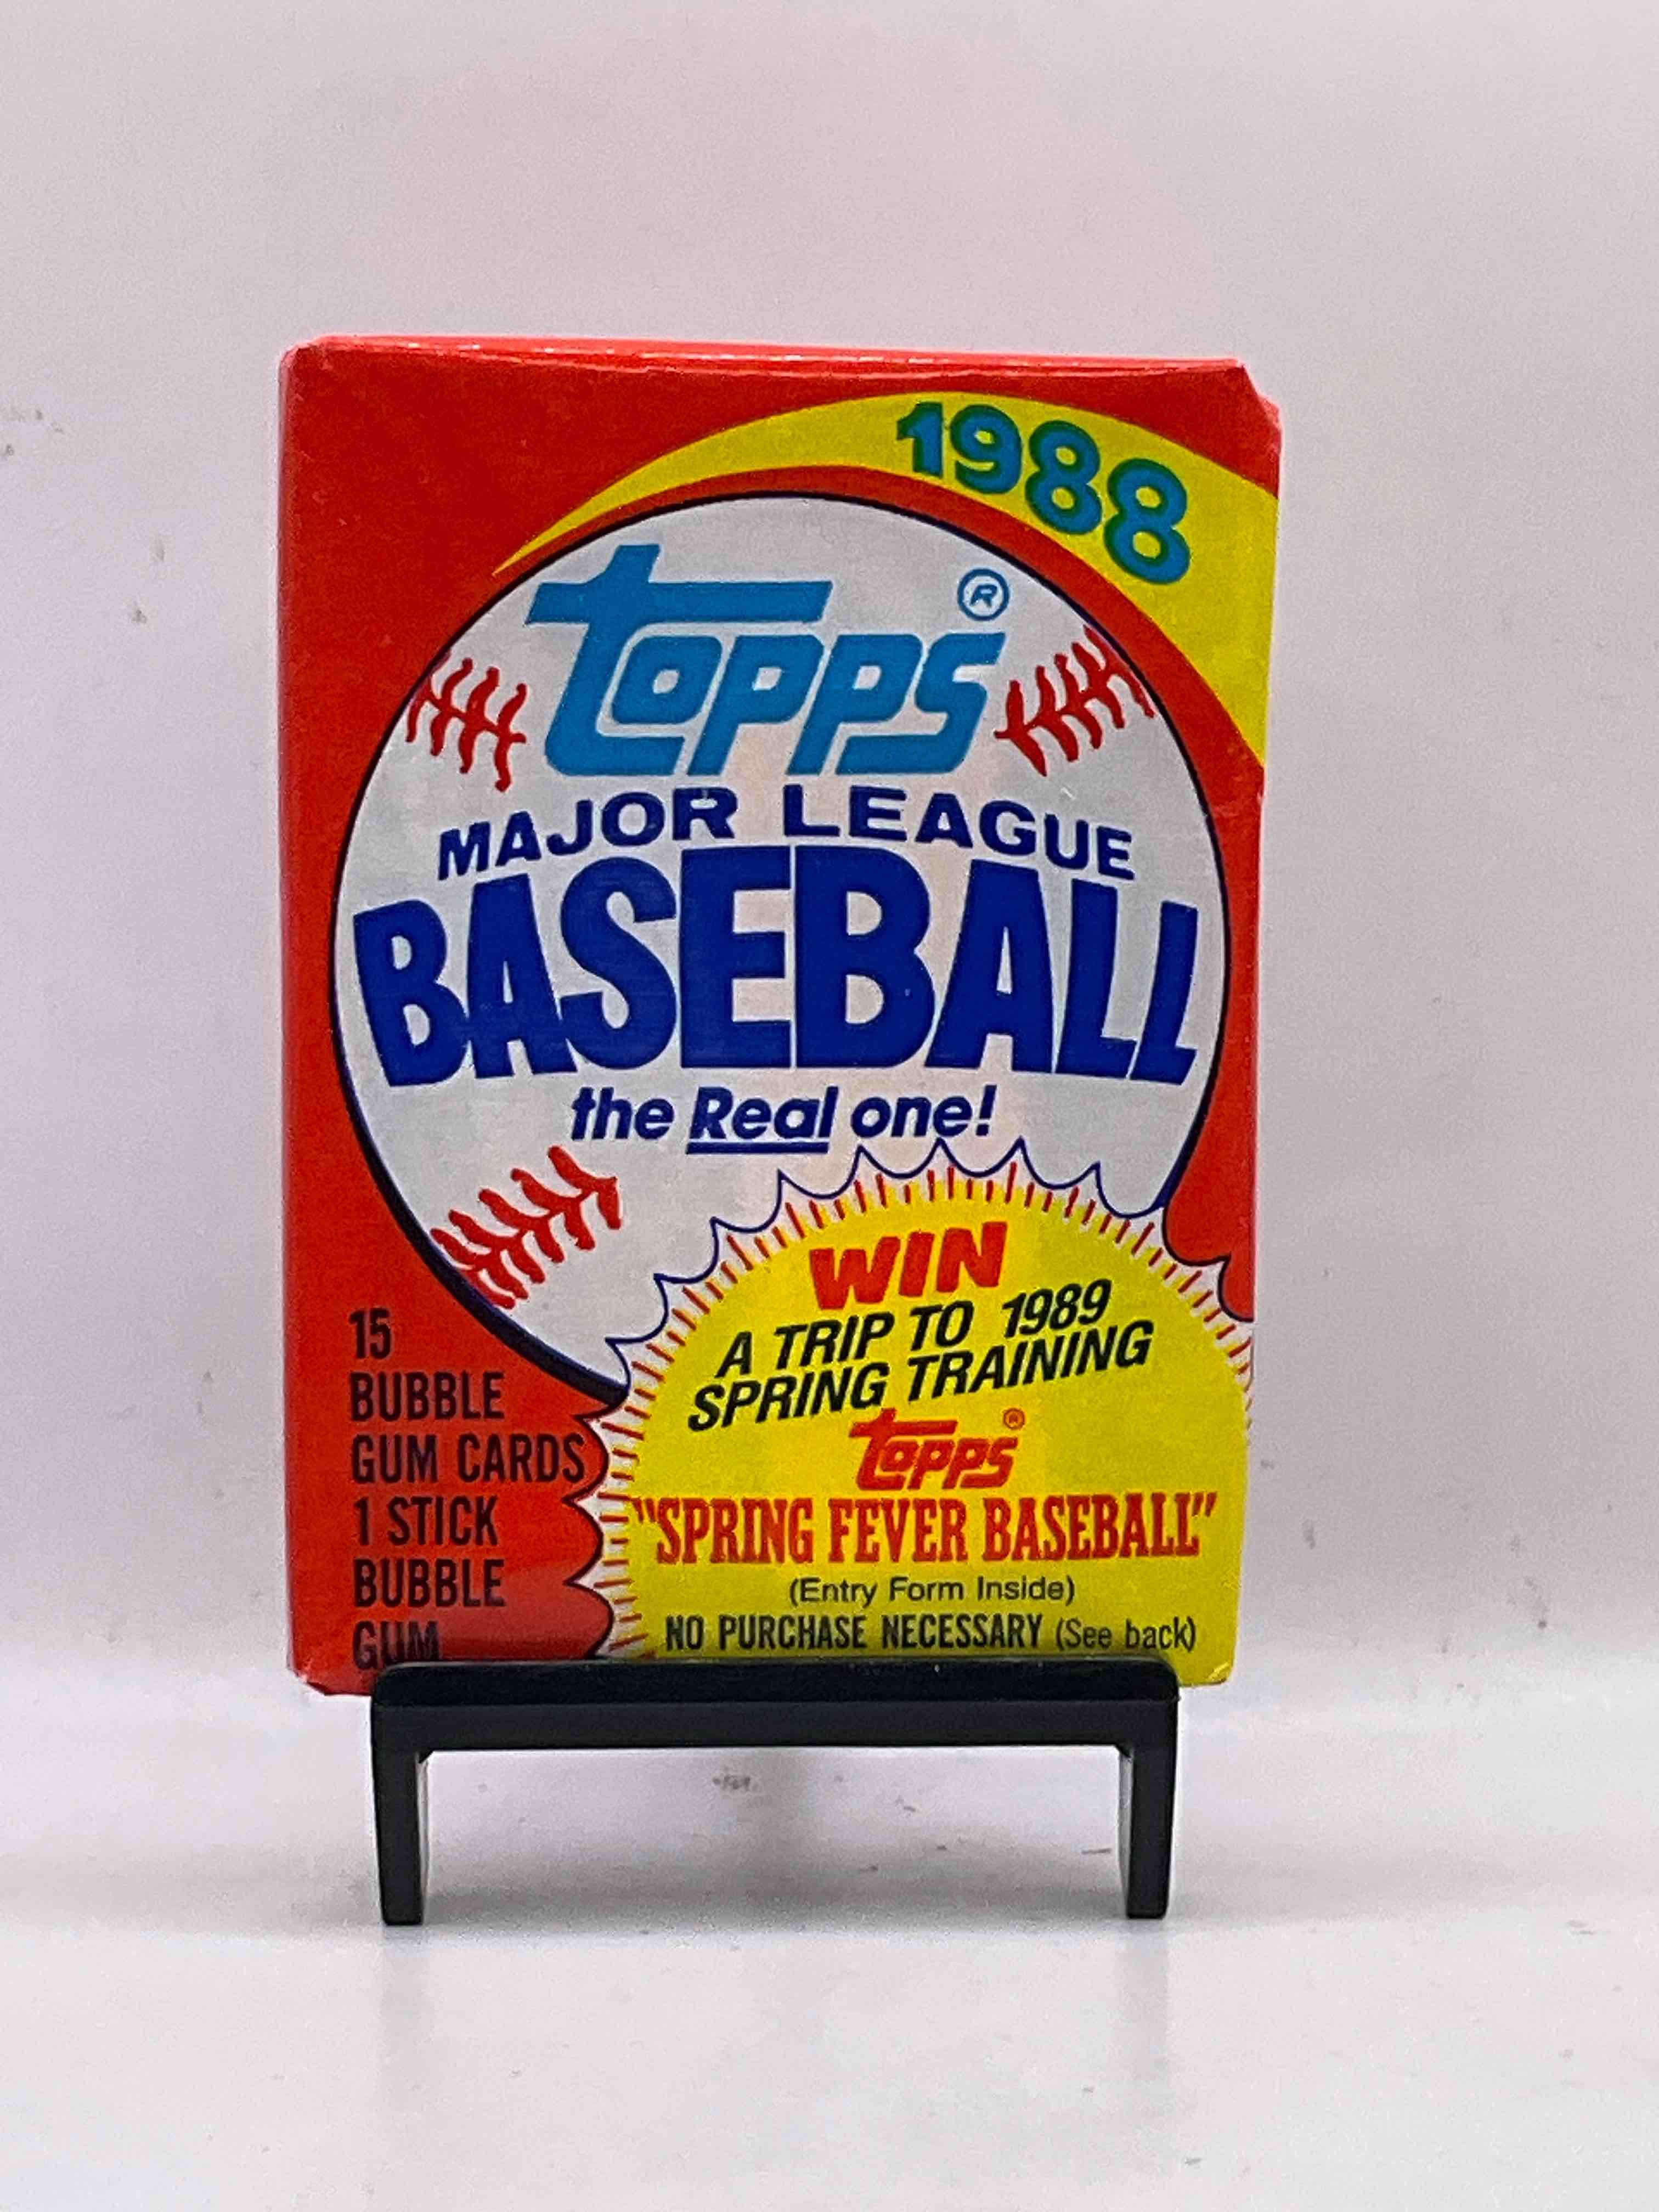 1988
Topps®
MAJOR LEAGUE
BASEBALL
the Real one!
15
BUBBLE
GUM CARDS
1 STICK
BUBBLE
GUM
WIN
A TRIP TO 1989
SPRING TRAINING
Topps®
"SPRING FEVER BASEBALL"
(Entry Form Inside)
NO PURCHASE NECESSARY (See back)